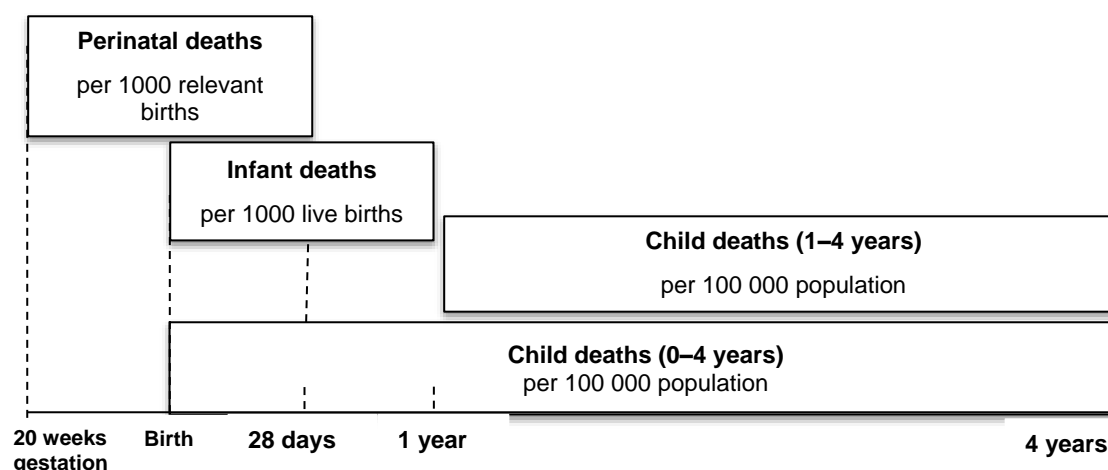 Perinatal deaths
per 1000 relevant
births
Infant deaths
per 1000 live births
Child deaths (1–4 years)
per 100 000 population
Child deaths (0–4 years)
per 100 000 population
20 weeks
gestation
Birth
28 days
1 year
4 years